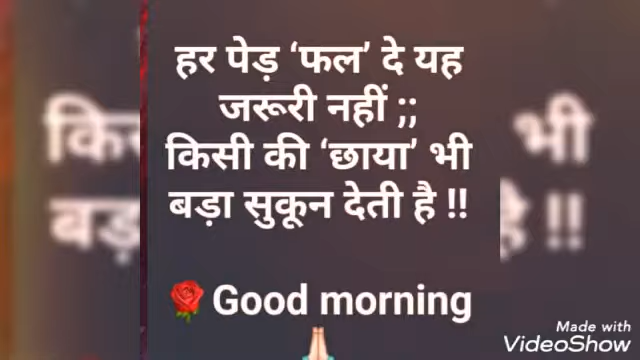 हर पेड़ ‘फल’ दे यह
जरूरी नहीं ;;
किसी की ‘छाया’ भी
बड़ा सुकून देती है !!
🌹Good morning
🙏🏻
Made with
VideoShow